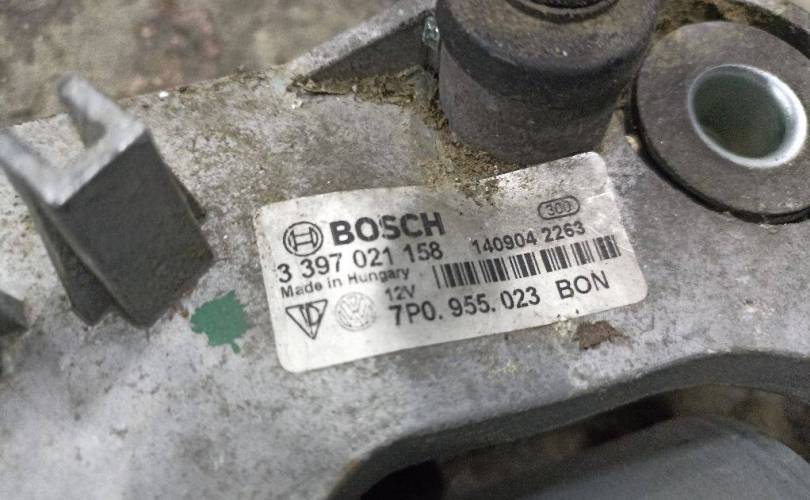 BOSCH
300
3 397 021 158
140904 2263
Made in Hungary
12V
7P0.955.023 BON